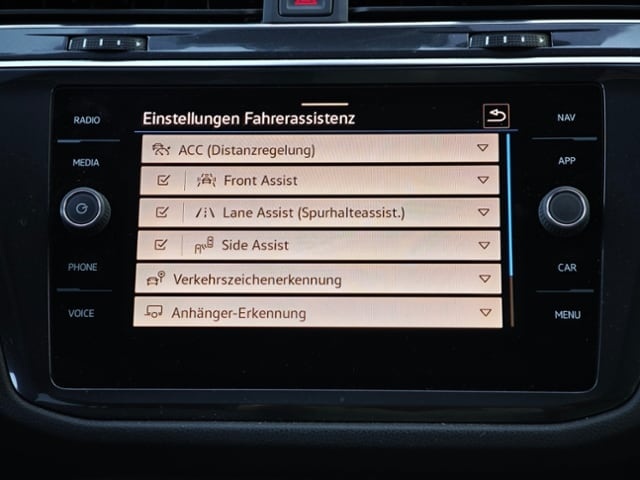 Einstellungen Fahrerassistenz
RADIO
MEDIA
PHONE
VOICE
ACC (Distanzregelung)
Front Assist
Lane Assist (Spurhalteassist.)
Side Assist
Verkehrszeichenerkennung
Anhänger-Erkennung
NAV
APP
CAR
MENU